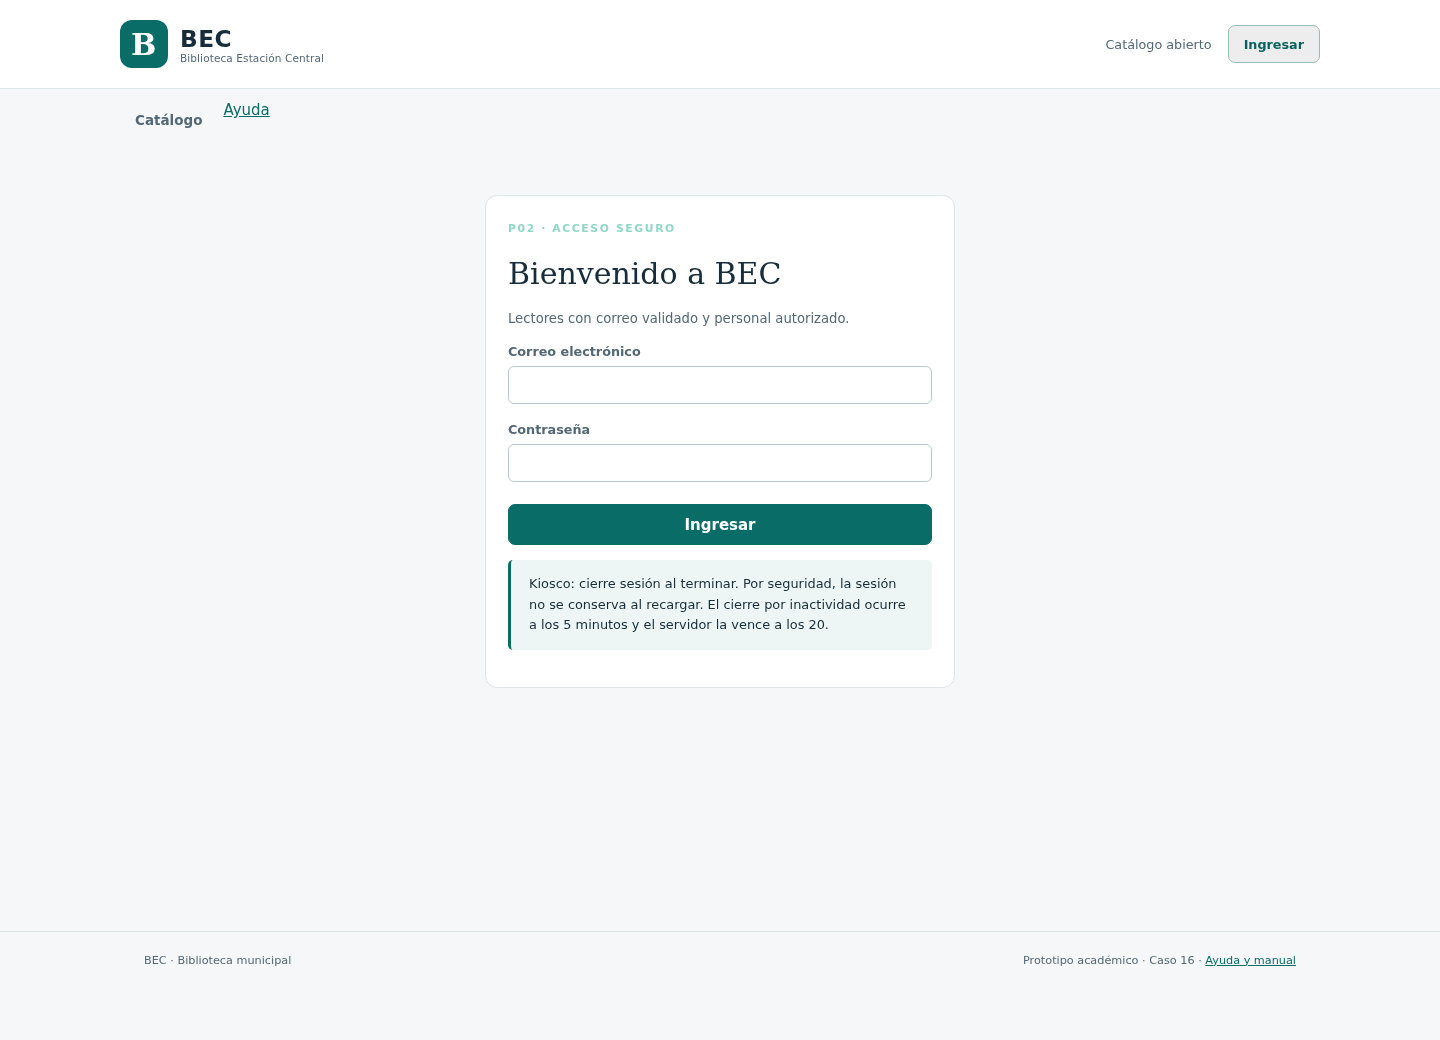 B
BEC
Biblioteca Estación Central
Catálogo abierto
Ingresar
Catálogo
Ayuda
P02 · ACCESO SEGURO
Bienvenido a BEC
Lectores con correo validado y personal autorizado.
Correo electrónico
Contraseña
Ingresar
Kiosco: cierre sesión al terminar. Por seguridad, la sesión
no se conserva al recargar. El cierre por inactividad ocurre
a los 5 minutos y el servidor la vence a los 20.
BEC · Biblioteca municipal
Prototipo académico · Caso 16 · Ayuda y manual